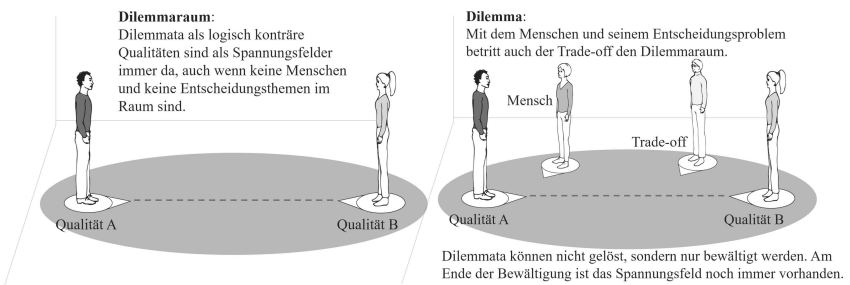 Dilemmaraum:
Dilemmata als logisch konträre
Qualitäten sind als Spannungsfelder
immer da, auch wenn keine Menschen
und keine Entscheidungsthemen im
Raum sind.
Qualität A
Qualität B
Dilemma:
Mit dem Menschen und seinem Entscheidungsproblem
betritt auch der Trade-off den Dilemmaraum.
Mensch
Trade-off
Qualität A
Qualität B
Dilemmata können nicht gelöst, sondern nur bewältigt werden. Am
Ende der Bewältigung ist das Spannungsfeld noch immer vorhanden.